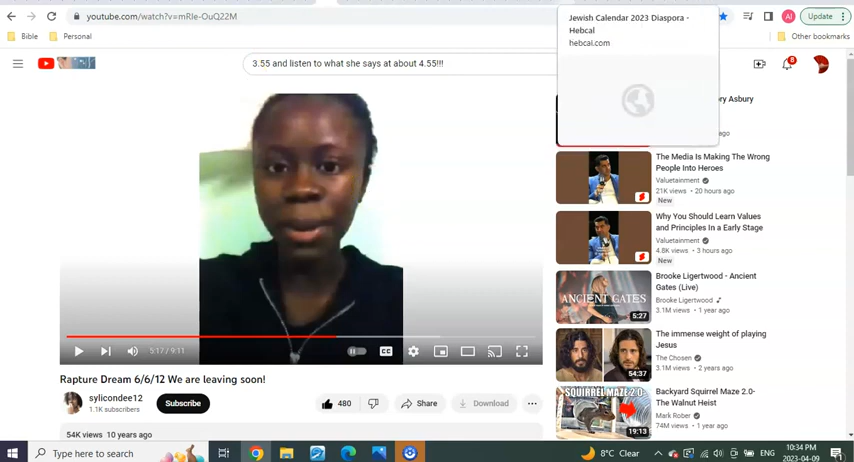 youtube.com/watch?v=mRIe-OuQ22M
Update
Bible
Personal
Other bookmarks
Jewish Calendar 2023 Diaspora -
Hebcal
hebcal.com
3.55 and listen to what she says at about 4.55!!!
8
ry Asbury
ago
The Media Is Making The Wrong
People Into Heroes
Valuetainment
21K views • 20 hours ago
New
Why You Should Learn Values
and Principles In a Early Stage
Valuetainment
4.8K views • 3 hours ago
New
ANCIENT GATES
5:27
Brooke Ligertwood - Ancient
Gates (Live)
Brooke Ligertwood
3.1M views • 1 year ago
54:37
The immense weight of playing
Jesus
The Chosen
3.1M views • 2 years ago
SQUIRREL MAZE 2.0
19:13
Backyard Squirrel Maze 2.0-
The Walnut Heist
Mark Rober
74M views • 1 year ago
5:17 / 9:11
CC
Rapture Dream 6/6/12 We are leaving soon!
sylicondee12
1.1K subscribers
Subscribe
480
Share
Download
54K views 10 years ago
Type here to search
8°C Clear
ENG
10:34 PM
2023-04-09